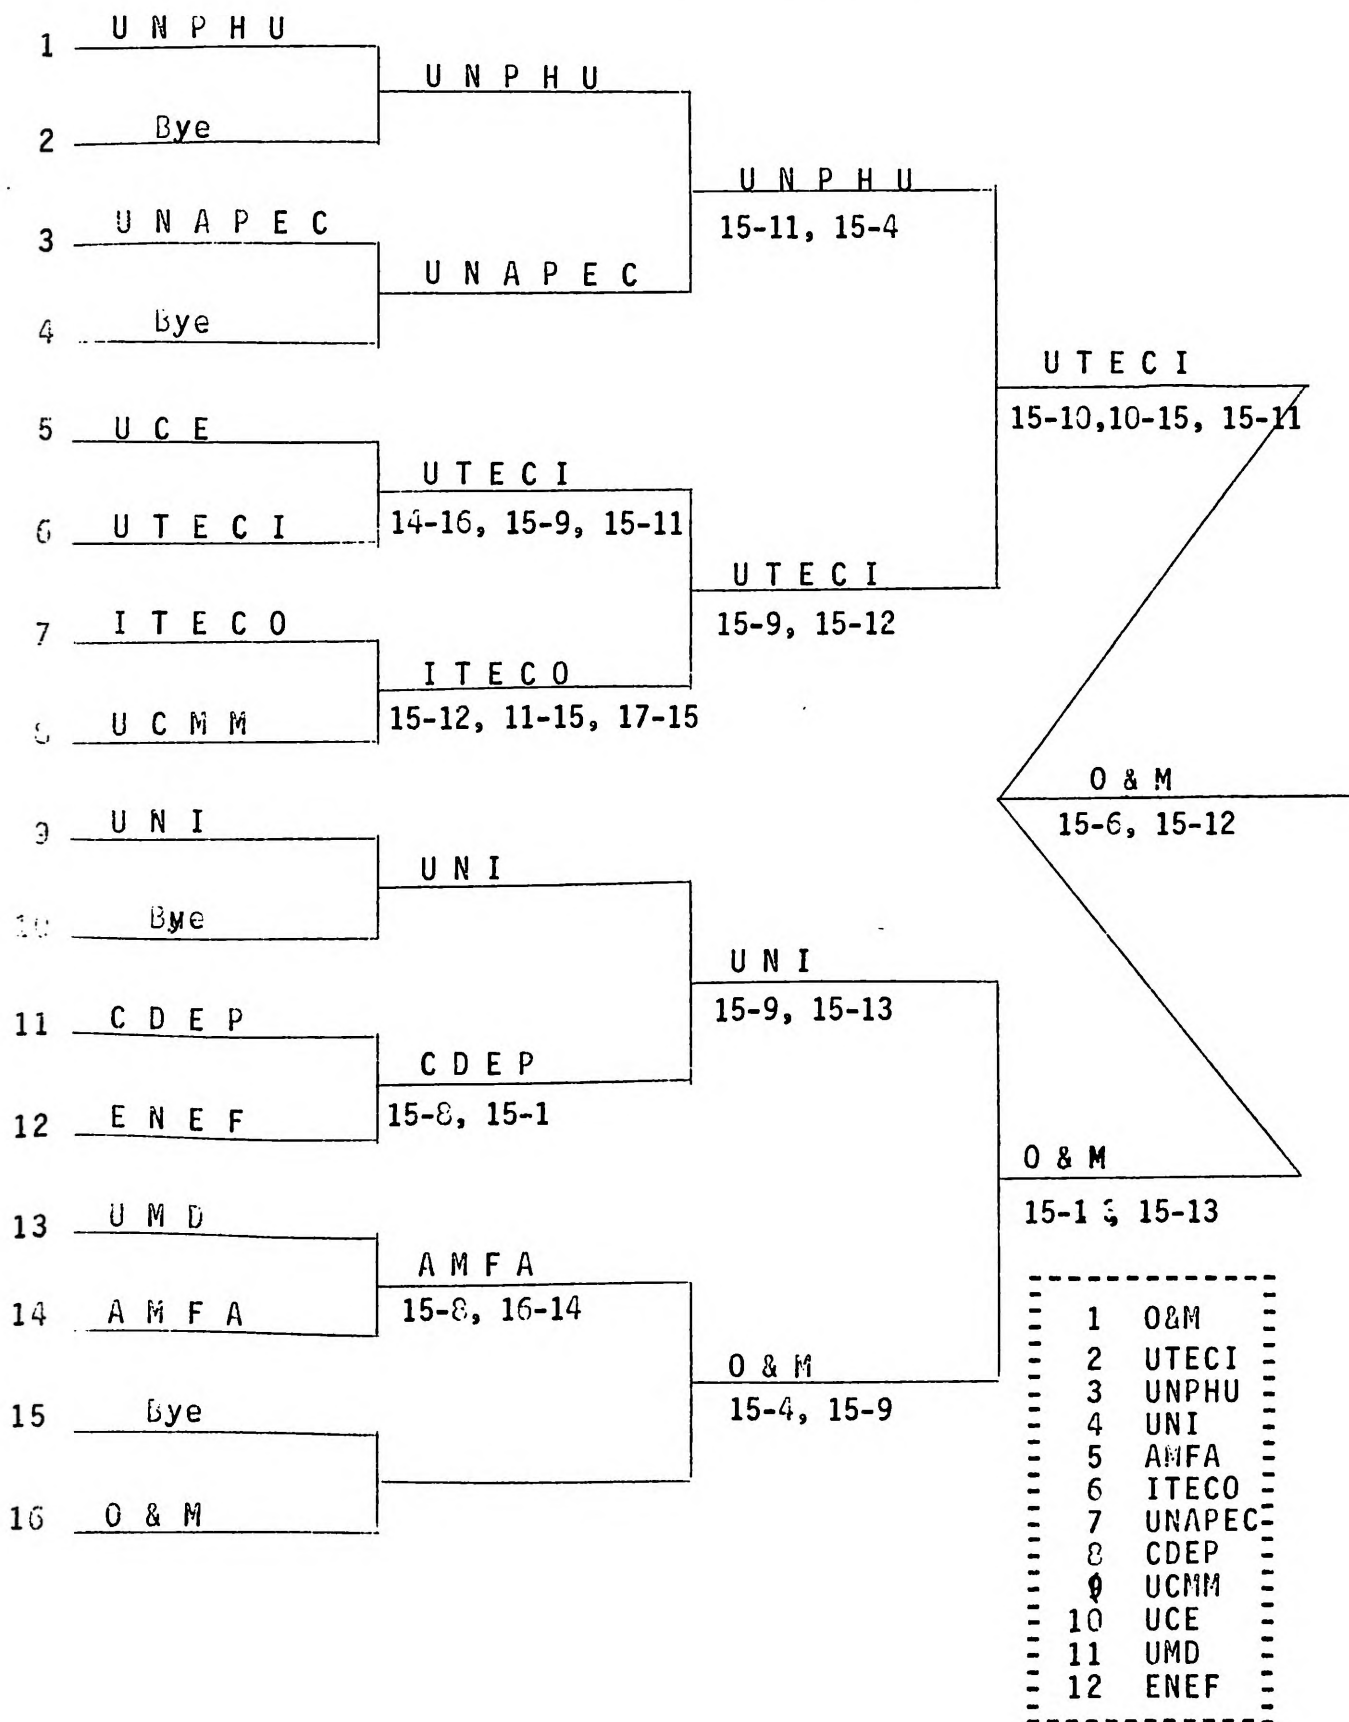 1 UNPHU
UNPHU
2 Bye
UNPHU
15-11, 15-4
3 UNAPEC
UNAPEC
4 Bye
UTECI
15-10,10-15, 15-11
5 UCE
UTECI
14-16, 15-9, 15-11
6 UTECI
UTECI
15-9, 15-12
7 ITECO
ITECO
15-12, 11-15, 17-15
8 UCMM
O & M
15-6, 15-12
9 UNI
UNI
10 Bye
UNI
15-9, 15-13
11 CDEP
CDEP
15-8, 15-1
12 ENEF
O & M
15-13
13 UMD
AMFA
15-8, 16-14
14 AMFA
O & M
15-4, 15-9
15 Bye
16 O & M
1 O&M
2 UTECI
3 UNPHU
4 UNI
5 AMFA
6 ITECO
7 UNAPEC
8 CDEP
9 UCMM
10 UCE
11 UMD
12 ENEF